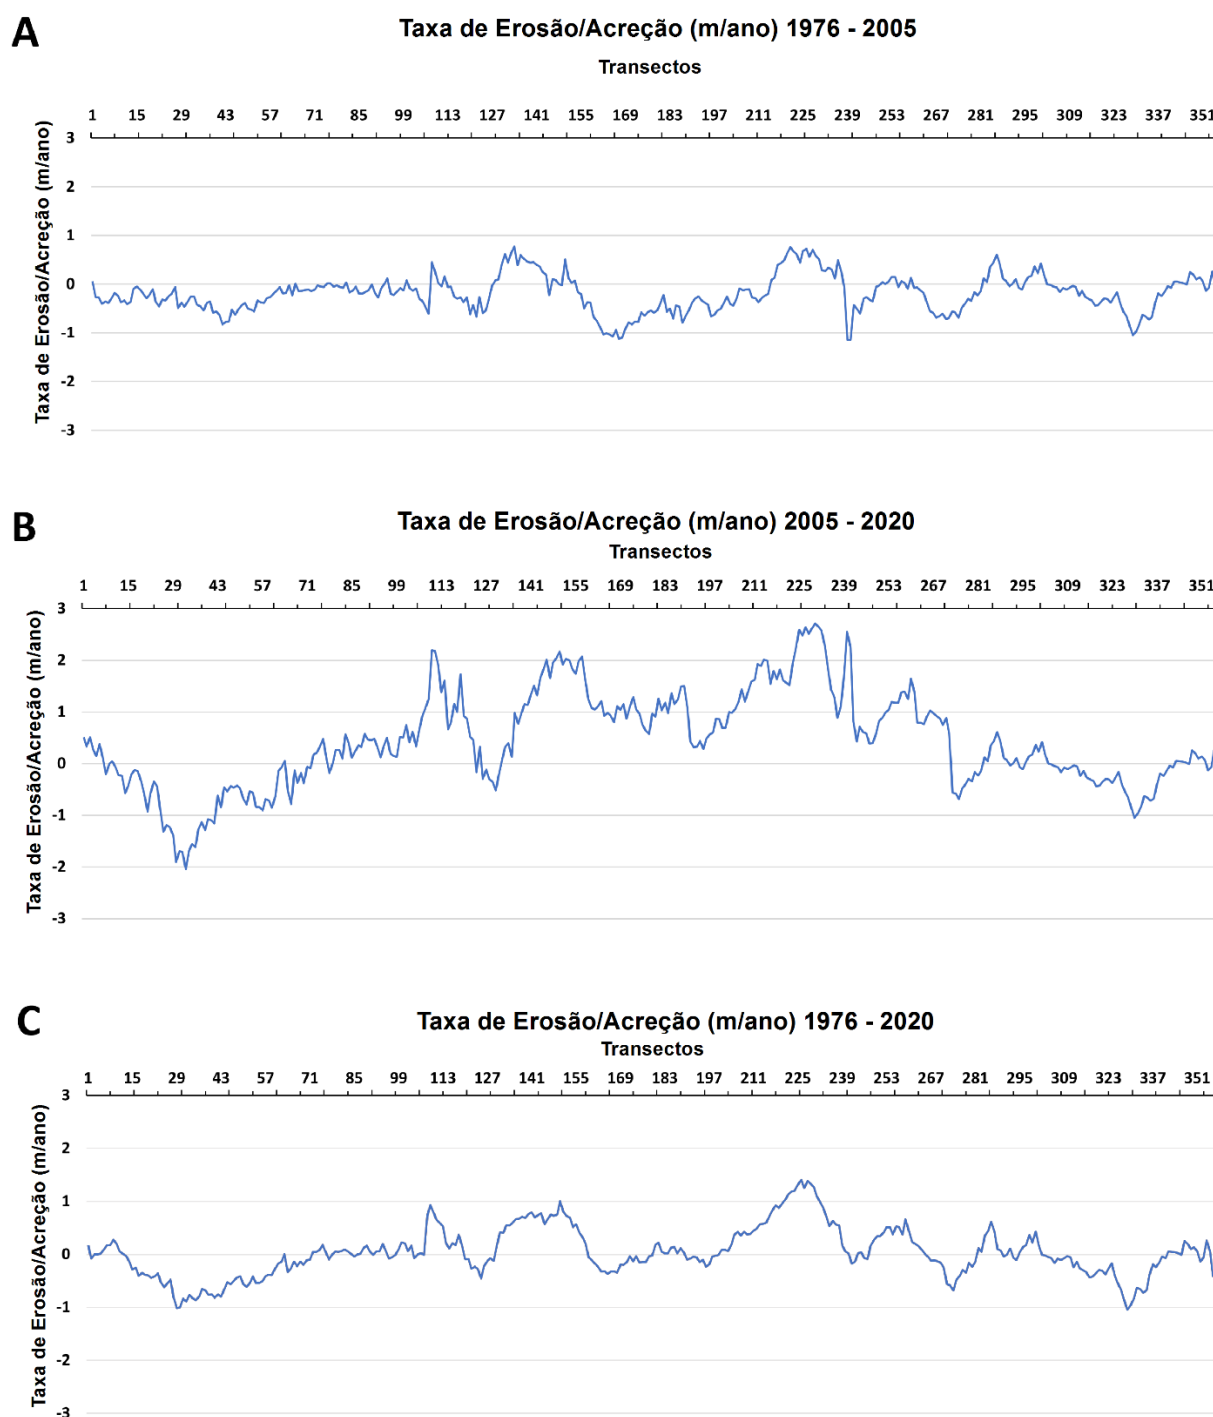 A
Taxa de Erosão/Acreção (m/ano) 1976 - 2005
Transectos
1 15 29 43 57 71 85 99 113 127 141 155 169 183 197 211 225 239 253 267 281 295 309 323 337 351
Taxa de Erosão/Acreção (m/ano)
3
2
1
0
-1
-2
-3
B
Taxa de Erosão/Acreção (m/ano) 2005 - 2020
Transectos
1 15 29 43 57 71 85 99 113 127 141 155 169 183 197 211 225 239 253 267 281 295 309 323 337 351
Taxa de Erosão/Acreção (m/ano)
3
2
1
0
-1
-2
-3
C
Taxa de Erosão/Acreção (m/ano) 1976 - 2020
Transectos
1 15 29 43 57 71 85 99 113 127 141 155 169 183 197 211 225 239 253 267 281 295 309 323 337 351
Taxa de Erosão/Acreção (m/ano)
3
2
1
0
-1
-2
-3